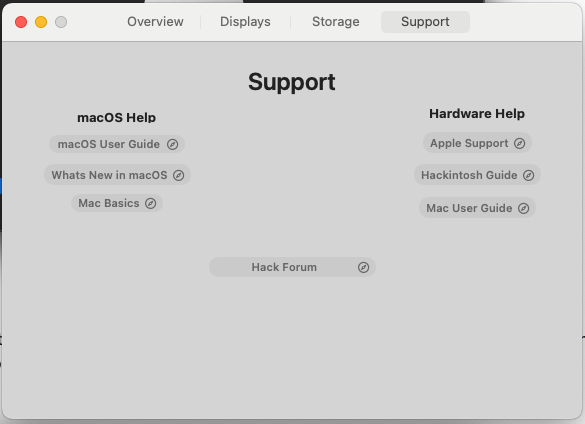 Overview
Displays
Storage
Support
Support
macOS Help
macOS User Guide
Whats New in macOS
Mac Basics
Hardware Help
Apple Support
Hackintosh Guide
Mac User Guide
Hack Forum